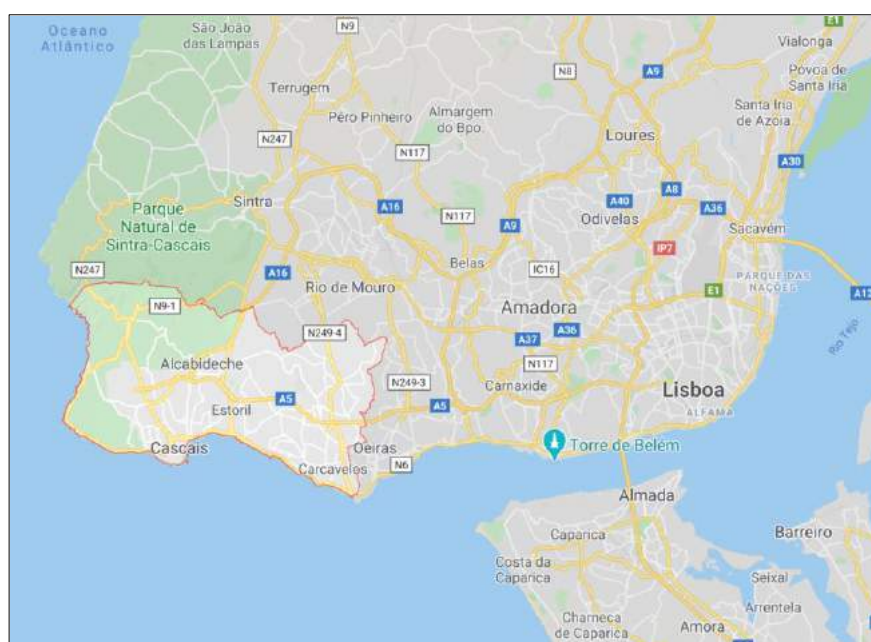 Oceano
Atlântico
São João
das Lampas
N9
E1
Vialonga
N8
A9
Póvoa de
Santa Iria
Terrugem
Pêro Pinheiro
Almargem
do Bpo.
Santa Iria
de Azoia
Loures
N247
N117
A30
A40
A8
Sintra
A16
N117
A9
Odivelas
A36
Sacavém
Parque
Natural de
Sintra-Cascais
IP7
N247
A16
Belas
IC16
PARQUE DAS
NAÇÕES
Rio de Mouro
E1
N9-1
Amadora
Rio Tejo
N249-4
A37
A36
Alcabideche
N117
N249-3
Carnaxide
Lisboa
Estoril
A5
A5
ALFAMA
Cascais
Oeiras
Torre de Belém
Carcavelos
N6
Almada
Caparica
Barreiro
Costa da
Caparica
Seixal
Arrentela
Charneca
de Caparica
Amora